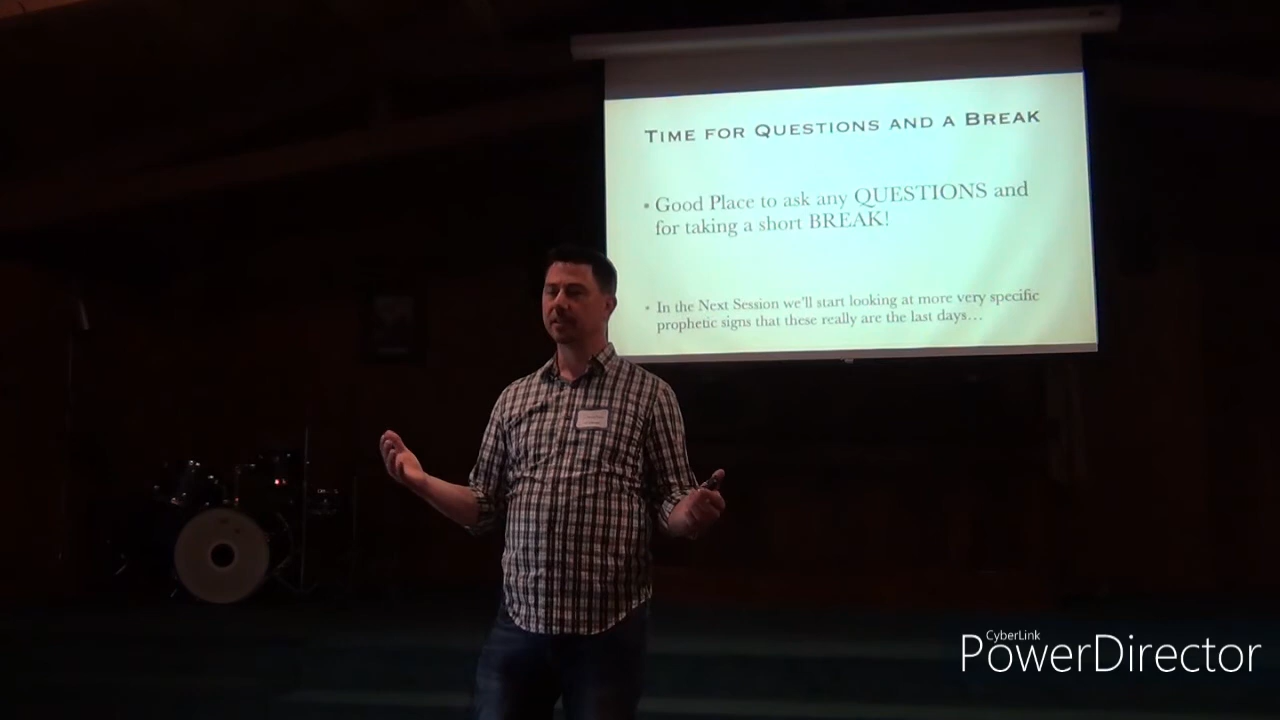 TIME FOR QUESTIONS AND A BREAK
• Good Place to ask any QUESTIONS and
for taking a short BREAK!
• In the Next Session we'll start looking at more very specific
prophetic signs that these really are the last days…
CyberLink
PowerDirector